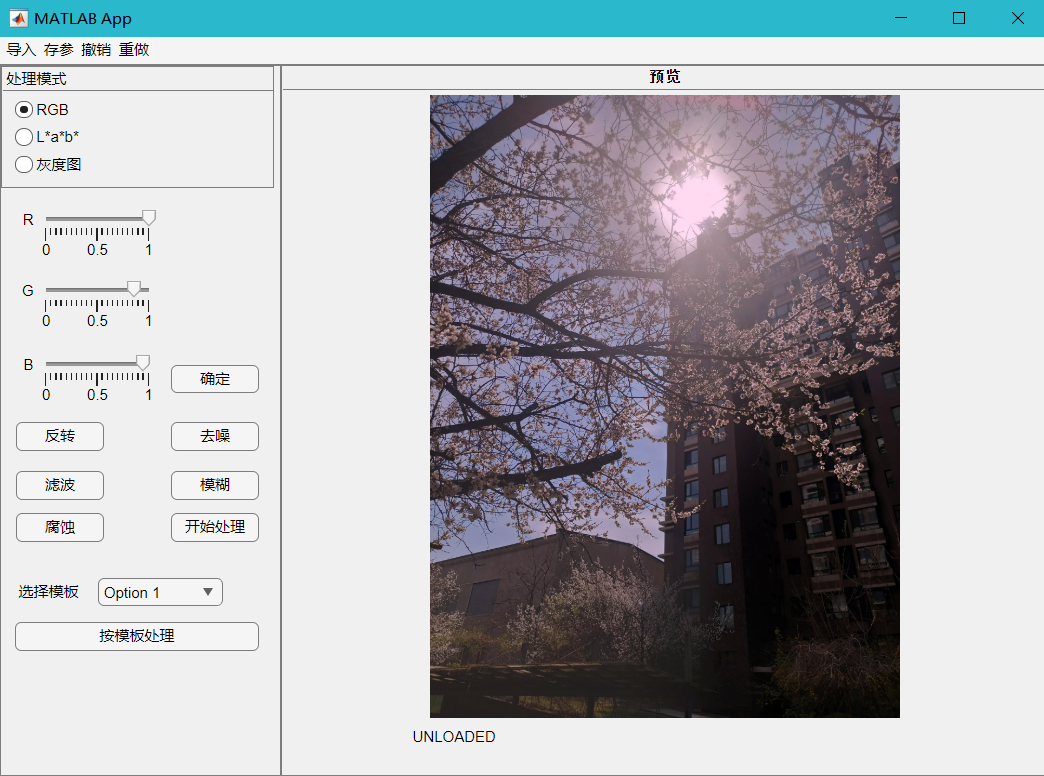 MATLAB App
导入 存参 撤销 重做
处理模式
RGB
L*a*b*
灰度图
R
0 0.5 1
G
0 0.5 1
B
0 0.5 1
确定
反转 去噪
滤波 模糊
腐蚀 开始处理
选择模板 Option 1
按模板处理
预览
UNLOADED